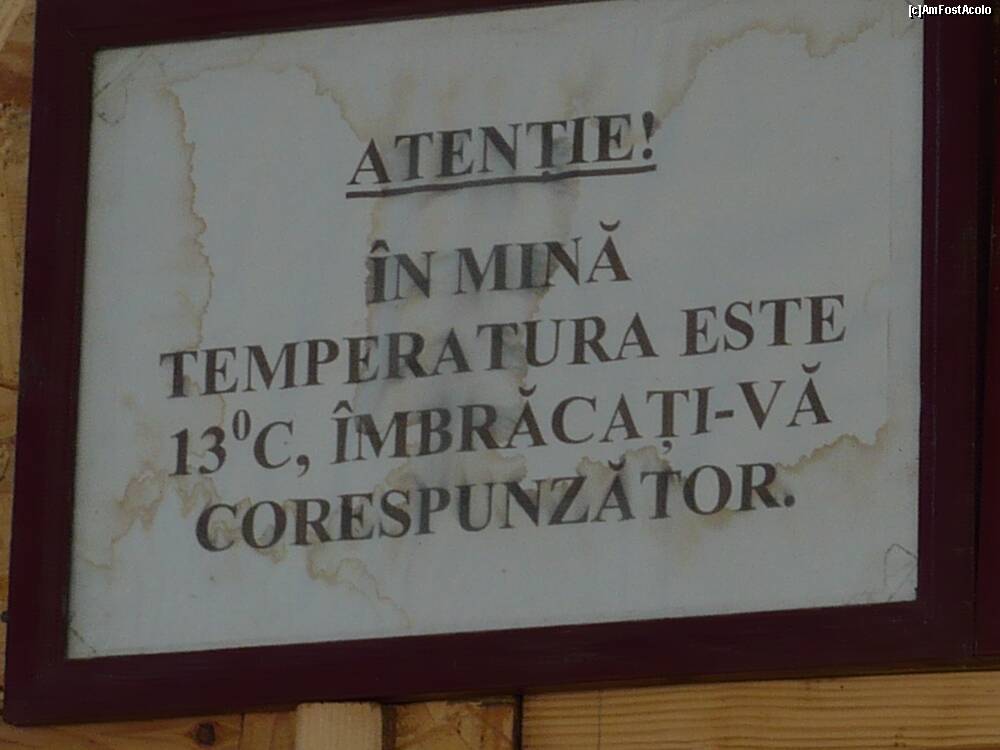 [c]AmFostAcolo
ATENȚIE!
ÎN MINĂ
TEMPERATURA ESTE
13⁰C, ÎMBRĂCAȚI-VĂ
CORESPUNZĂTOR.